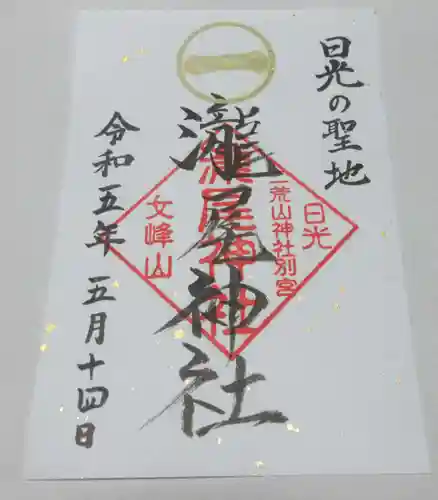 日光の聖地
一
瀧尾神社
瀧尾神社
日光
二荒山神社別宮
女峰山
令和五年 五月十四日